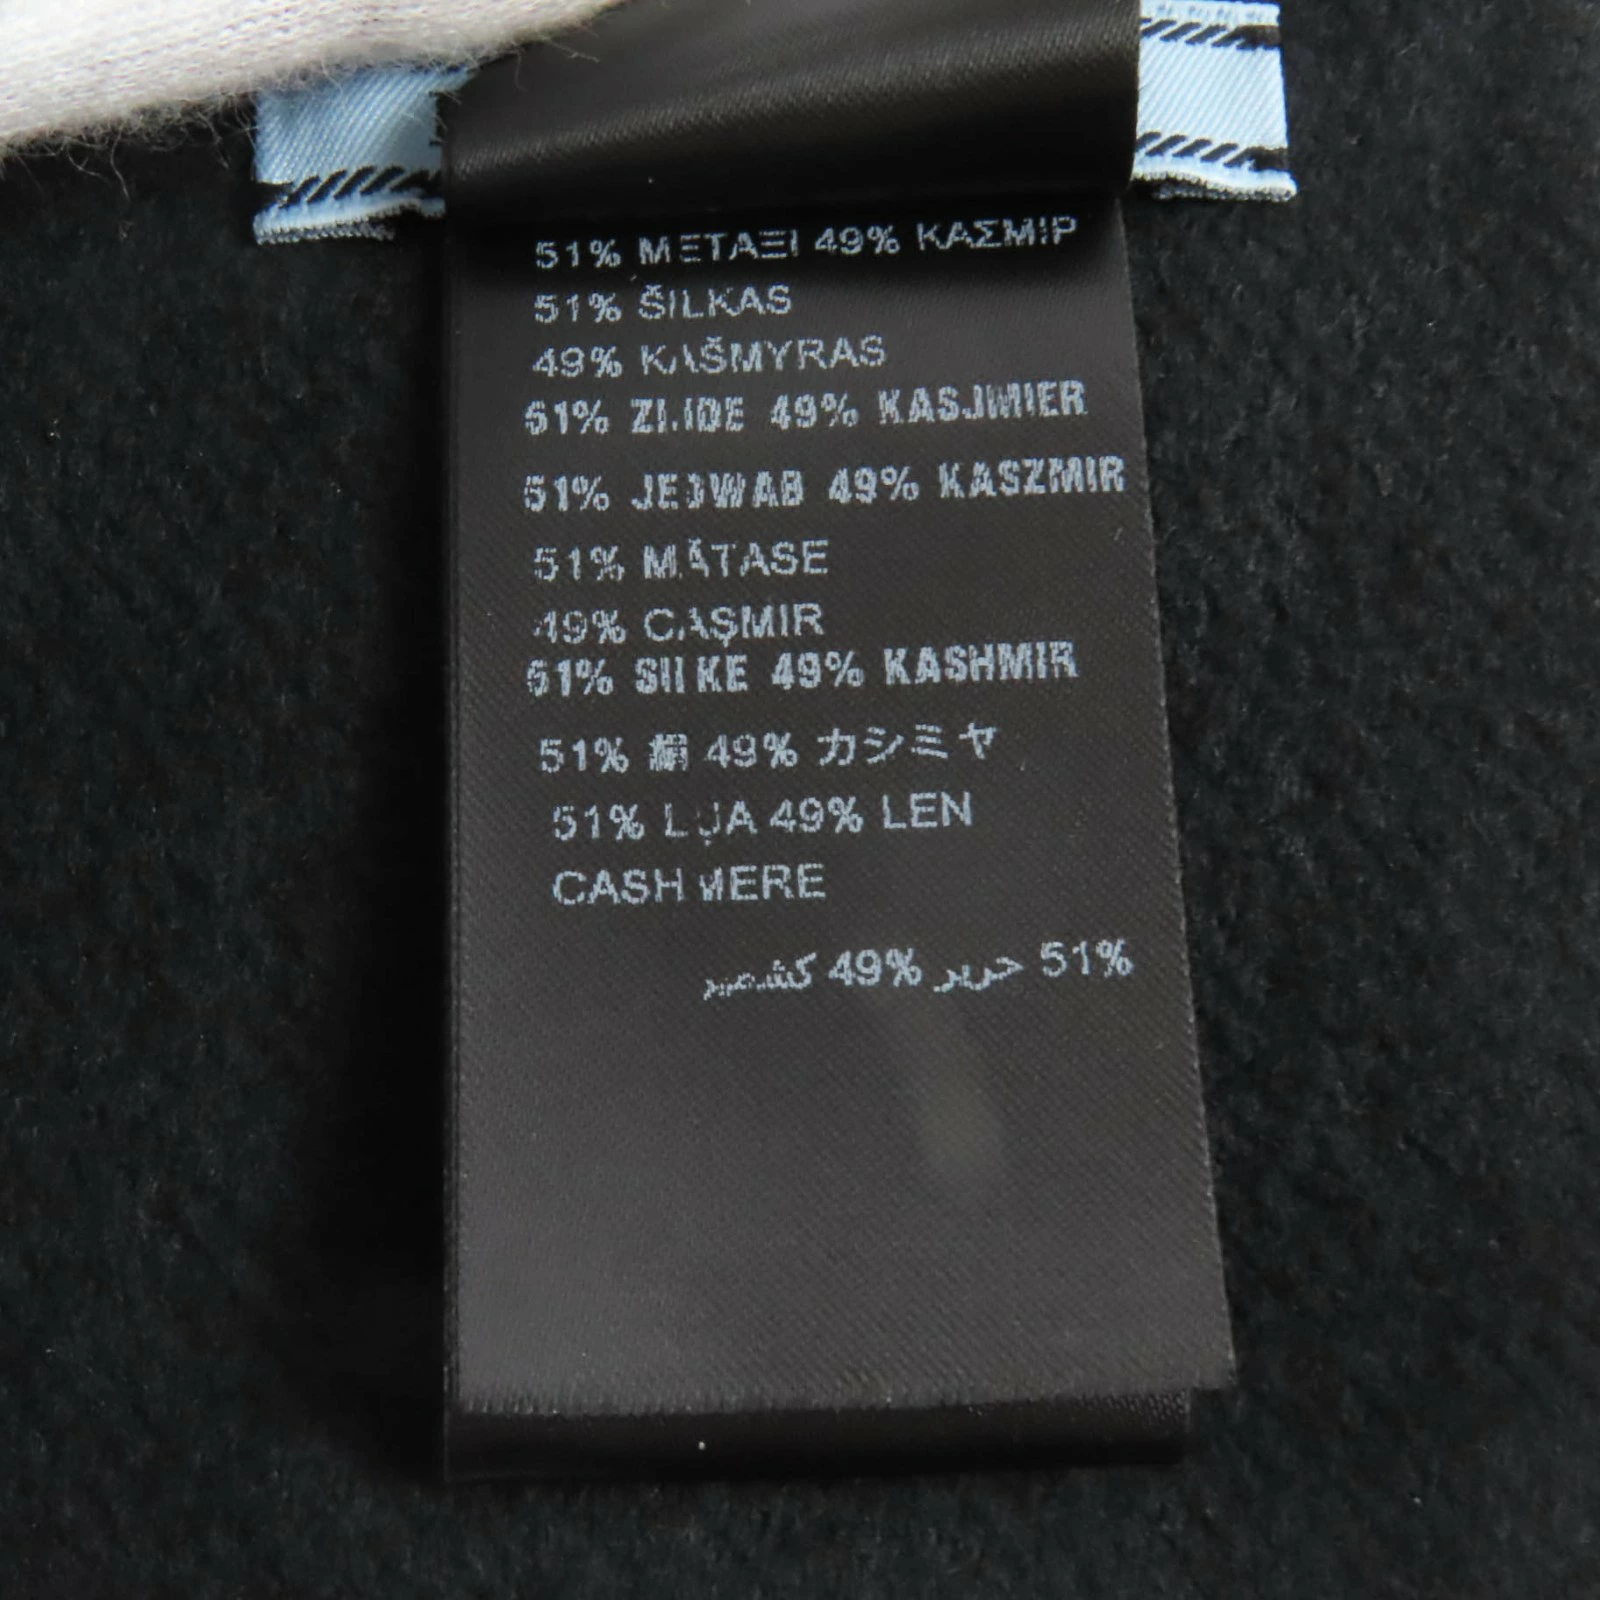 51% ΜΕΤΑΞΙ 49% ΚΑΣΜΙΡ
51% ŠILKAS
49% KAŠMYRAS
51% ZIJDE 49% KASJMIER
51% JEDWAB 49% KASZMIR
51% MĂTASE
49% CAŞMIR
51% SILKE 49% KASHMIR
51% 絹 49% カシミヤ
51% LỤA 49% LEN
CASHMERE
51% حرير 49% كشمير